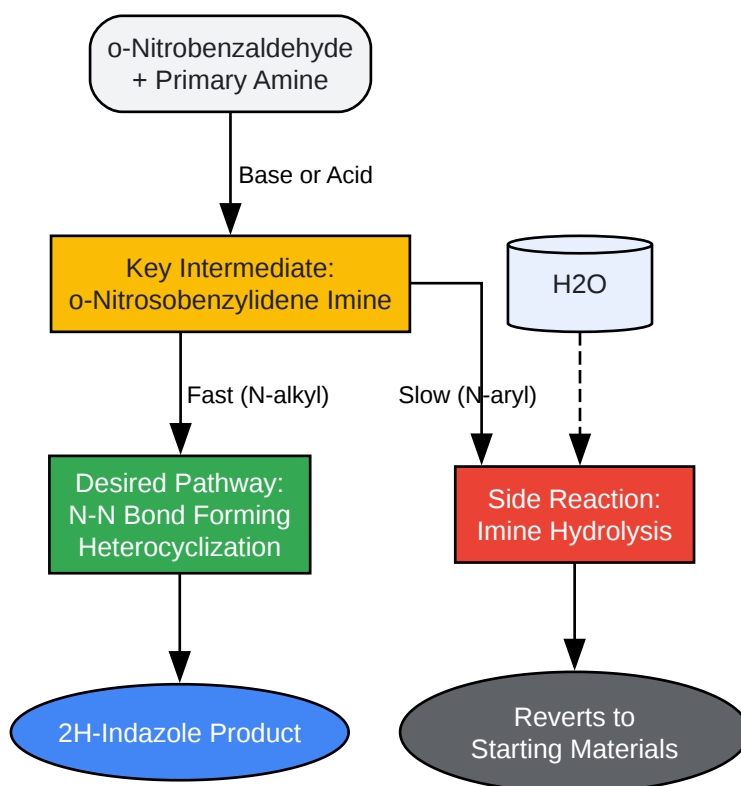 o-Nitrobenzaldehyde
+ Primary Amine
Base or Acid
Key Intermediate:
o-Nitrosobenzylidene Imine
H2O
Fast (N-alkyl)
Slow (N-aryl)
Desired Pathway:
N-N Bond Forming
Heterocyclization
Side Reaction:
Imine Hydrolysis
2H-Indazole Product
Reverts to
Starting Materials